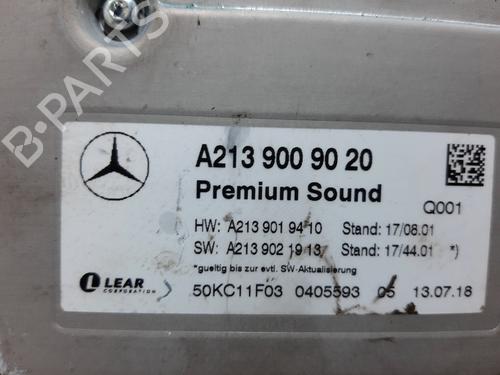 B-PARTS
A213 900 90 20
Premium Sound
Q001
HW: A213 901 94 10 Stand: 17/08.01
SW: A213 902 19 13 Stand: 17/44.01 *)
*gueltig bis zur evtl. SW-Aktualisierung
LEAR
CORPORATION
50KC11F03 0405593 05 13.07.18